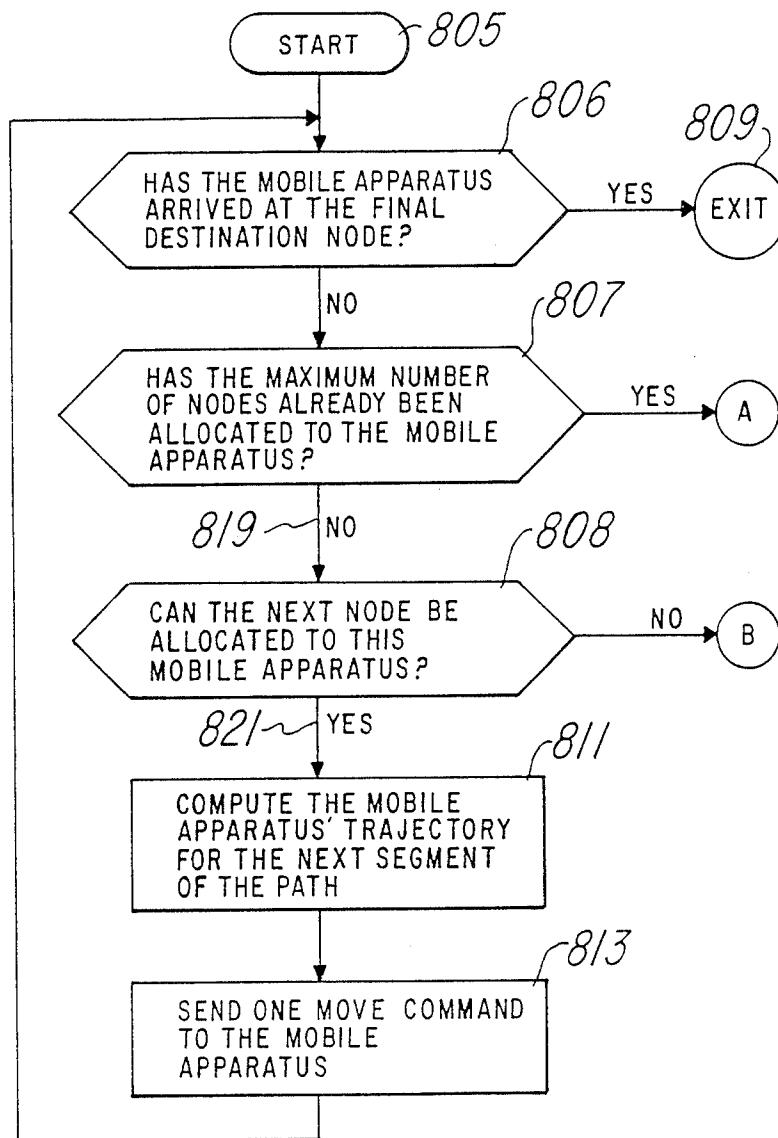 START
805
806
809
HAS THE MOBILE APPARATUS
ARRIVED AT THE FINAL
DESTINATION NODE?
YES
EXIT
NO
807
HAS THE MAXIMUM NUMBER
OF NODES ALREADY BEEN
ALLOCATED TO THE MOBILE
APPARATUS?
YES
A
819
NO
808
CAN THE NEXT NODE BE
ALLOCATED TO THIS
MOBILE APPARATUS?
NO
B
821
YES
811
COMPUTE THE MOBILE
APPARATUS' TRAJECTORY
FOR THE NEXT SEGMENT
OF THE PATH
813
SEND ONE MOVE COMMAND
TO THE MOBILE
APPARATUS